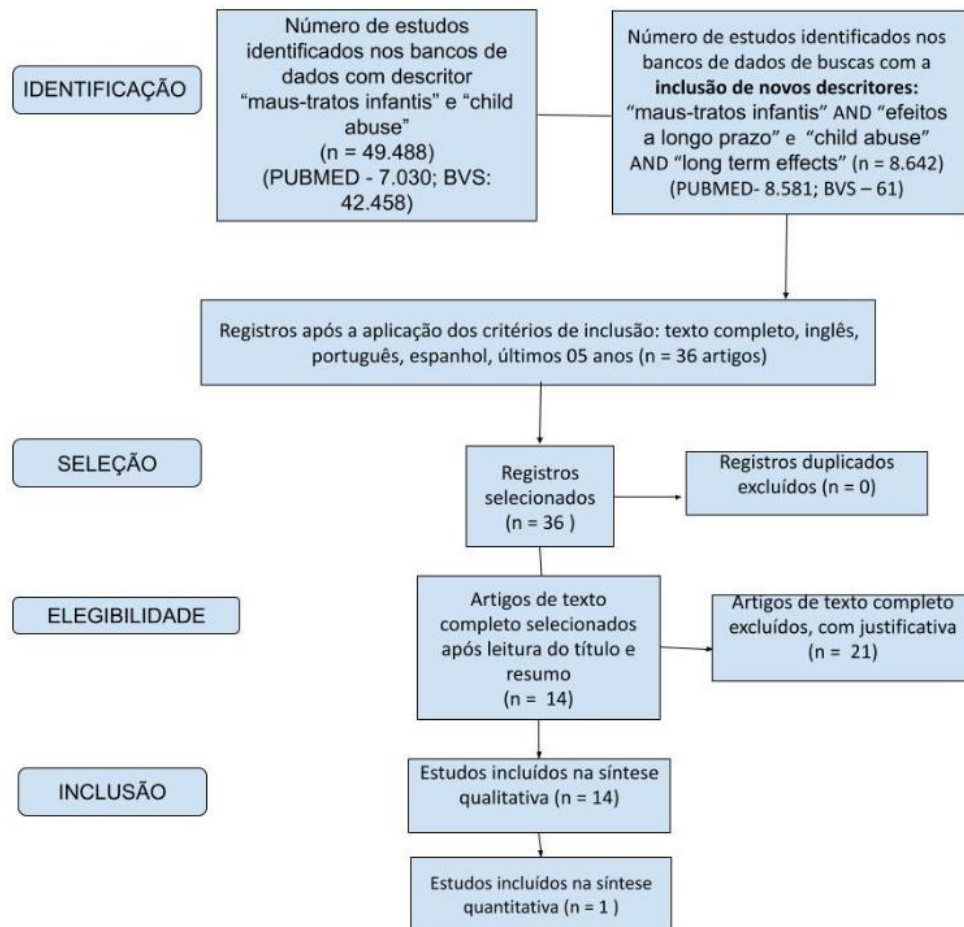 IDENTIFICAÇÃO
Número de estudos
identificados nos bancos de
dados com descritor
“maus-tratos infantis” e “child
abuse”
(n = 49.488)
(PUBMED - 7.030; BVS:
42.458)
Número de estudos identificados nos
bancos de dados de buscas com a
inclusão de novos descritores:
“maus-tratos infantis” AND “efeitos
a longo prazo” e “child abuse”
AND “long term effects” (n = 8.642)
(PUBMED- 8.581; BVS – 61)
Registros após a aplicação dos critérios de inclusão: texto completo, inglês,
português, espanhol, últimos 05 anos (n = 36 artigos)
SELEÇÃO
Registros
selecionados
(n = 36 )
Registros duplicados
excluídos (n = 0)
ELEGIBILIDADE
Artigos de texto
completo selecionados
após leitura do título e
resumo
(n = 14)
Artigos de texto completo
excluídos, com justificativa
(n = 21)
INCLUSÃO
Estudos incluídos na síntese
qualitativa (n = 14)
Estudos incluídos na síntese
quantitativa (n = 1 )